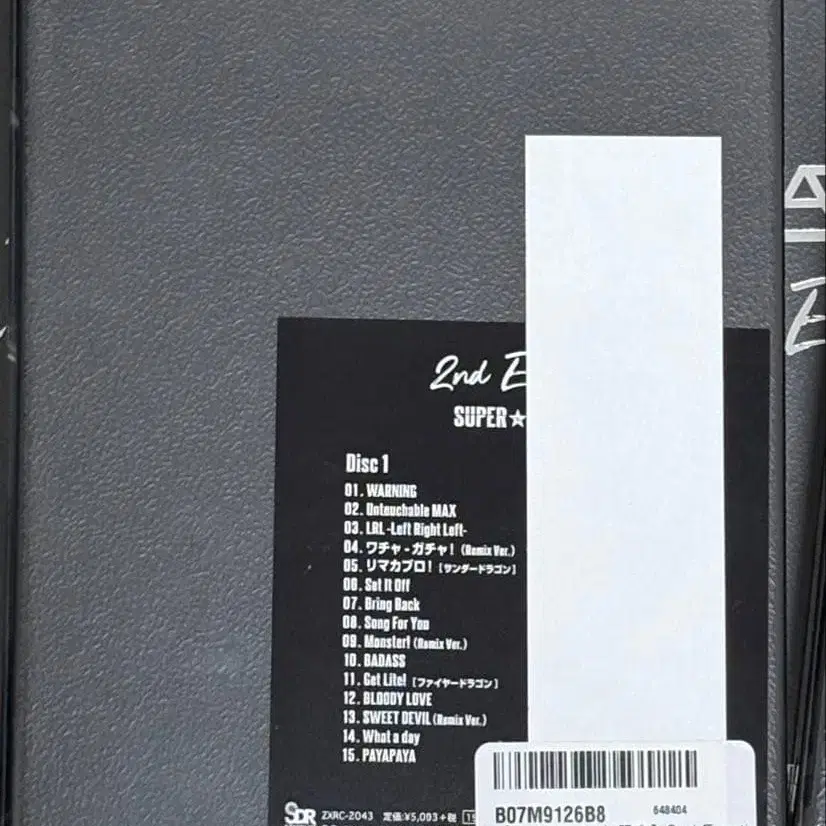 2nd E
SUPER★
Disc 1
01. WARNING
02. Untouchable MAX
03. LRL -Left Right Left-
04. ワチャ - ガチャ! (Remix Ver.)
05. リマカブロ! [サンダードラゴン]
06. Set It Off
07. Bring Back
08. Song For You
09. Monster! (Remix Ver.)
10. BADASS
11. Get Lite! [ファイヤードラゴン]
12. BLOODY LOVE
13. SWEET DEVIL (Remix Ver.)
14. What a day
15. PAYAPAYA
SDR ZXRC-2043 定価:¥5,093+税
B07M9126B8 648404